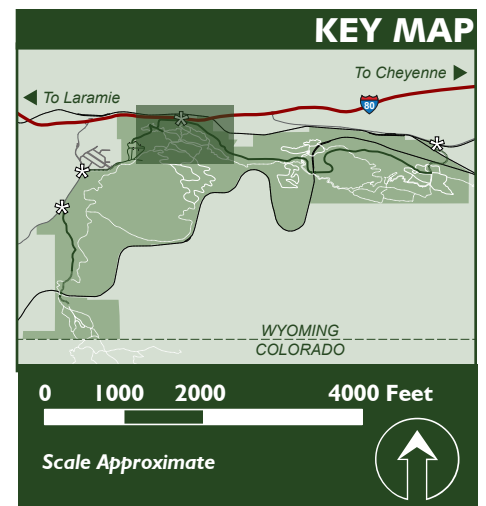 KEY MAP
To Cheyenne
To Laramie
80
WYOMING
COLORADO
0 1000 2000 4000 Feet
Scale Approximate